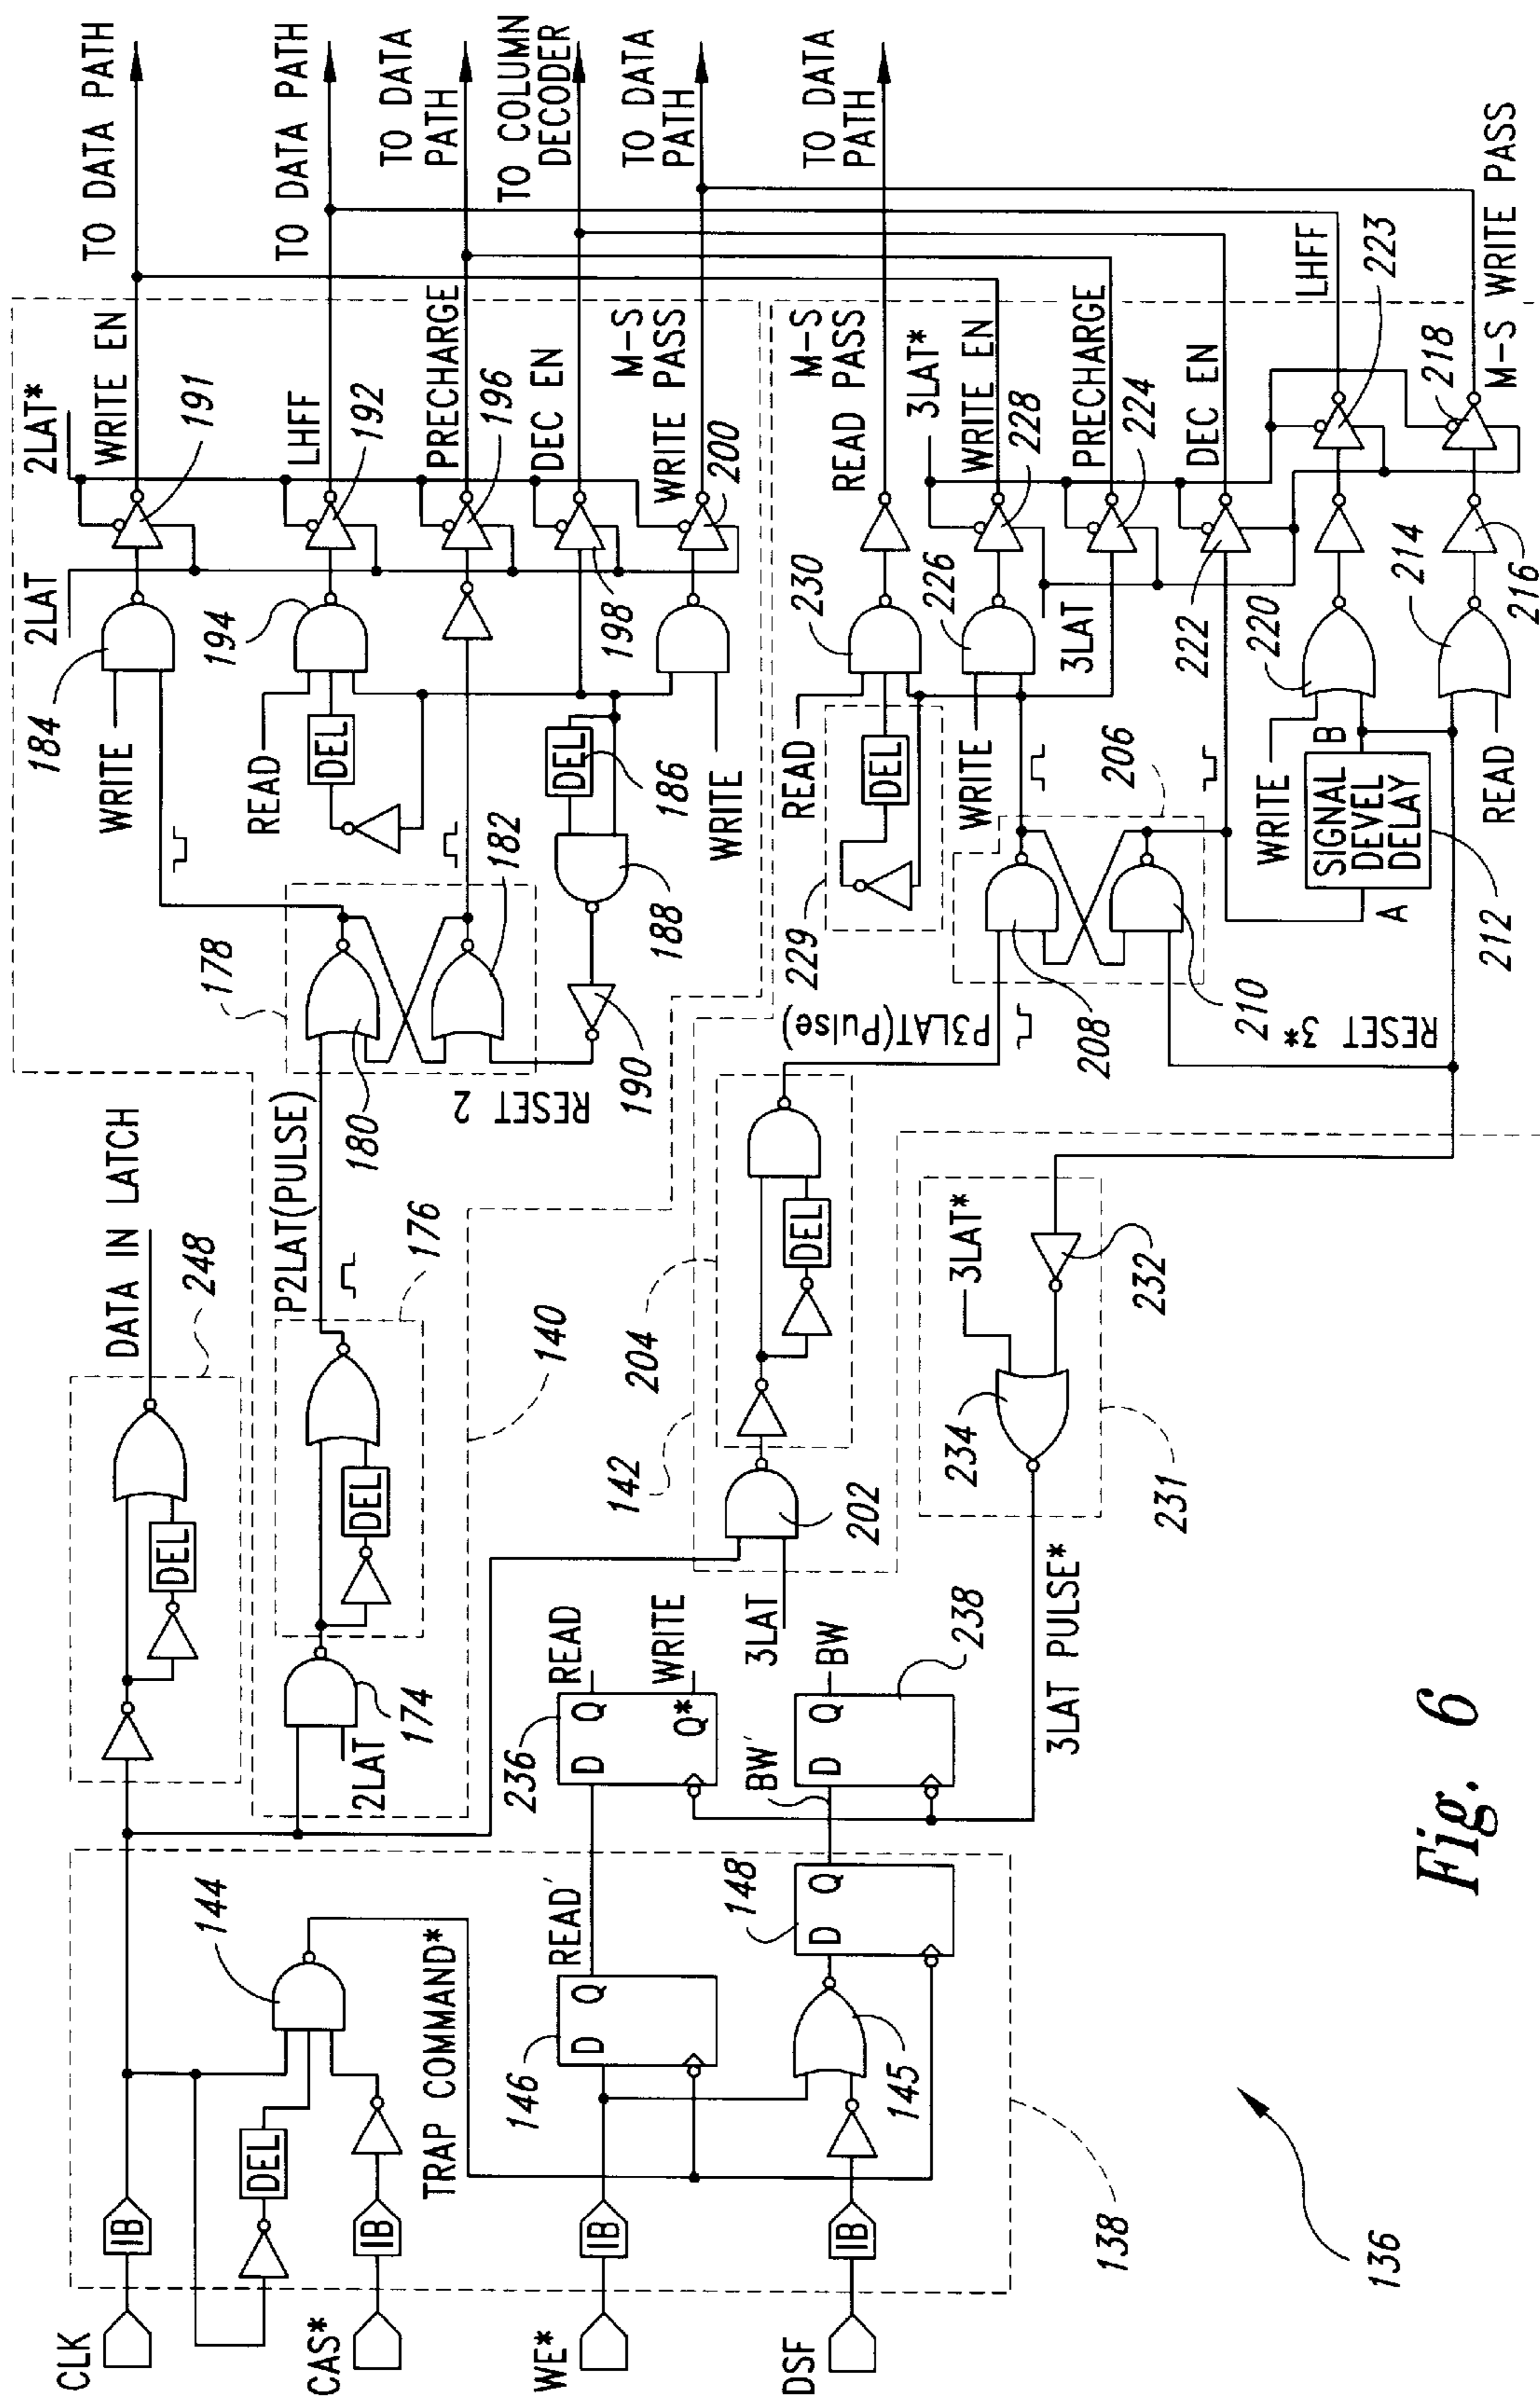 CLK
IB
DEL
CAS*
IB
144
TRAP COMMAND*
WE*
IB
146
D Q
READ'
DSF
IB
145
148
D Q
138
136
BW'
236
D Q
Q*
READ
WRITE
D Q
BW
238
3LAT PULSE*
DEL
248
DATA IN LATCH
2LAT
174
DEL
176
P2LAT(PULSE)
140
3LAT
202
142
204
DEL
234
3LAT*
232
231
178
180
182
RESET 2
190
188
DEL
186
WRITE
184
WRITE
2LAT
2LAT*
WRITE EN
191
TO DATA PATH
READ
DEL
194
LHFF
192
TO DATA PATH
PRECHARGE
196
TO DATA
PATH
DEC EN
198
TO COLUMN
DECODER
M-S
WRITE PASS
200
TO DATA
PATH
P3LAT(Pulse)
229
READ
DEL
230
M-S
READ PASS
TO DATA
PATH
WRITE
226
3LAT*
WRITE EN
228
3LAT
PRECHARGE
224
206
208
210
RESET 3*
222
DEC EN
A
SIGNAL
DEVEL
DELAY
B
212
WRITE
220
LHFF
223
READ
214
216
218
M-S WRITE PASS
Fig. 6